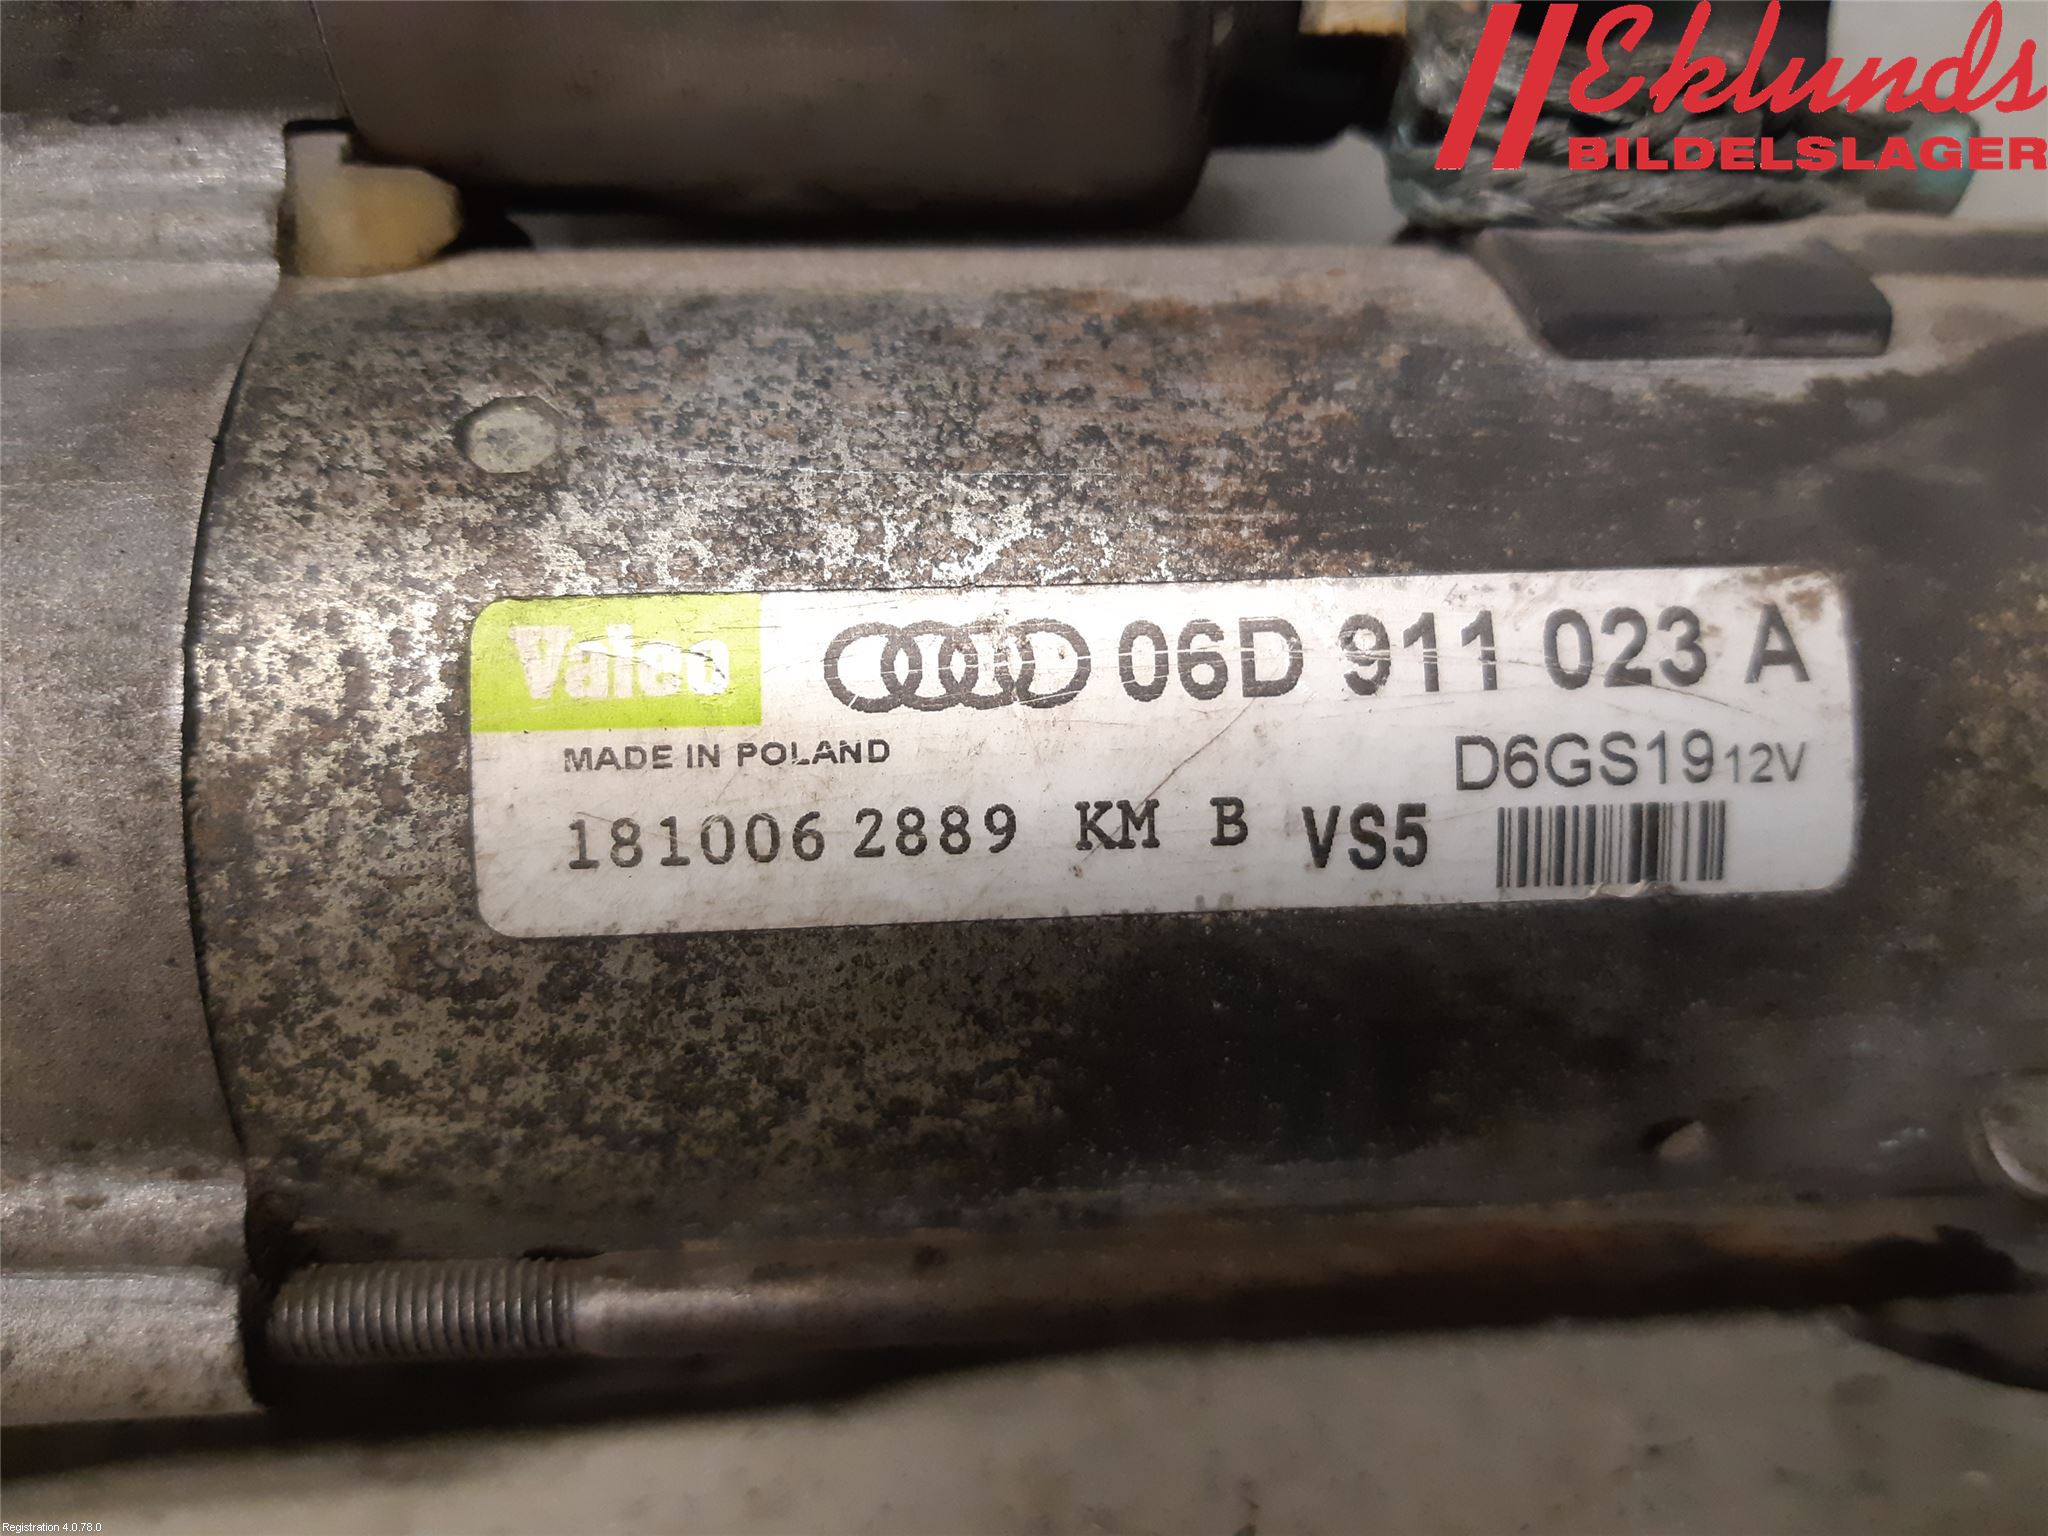 Eklunds
BILDELSLAGER
Valeo 06D 911 023 A
MADE IN POLAND
D6GS19 12V
181006 2889 KM B VS5
Registration 4.0.78.0